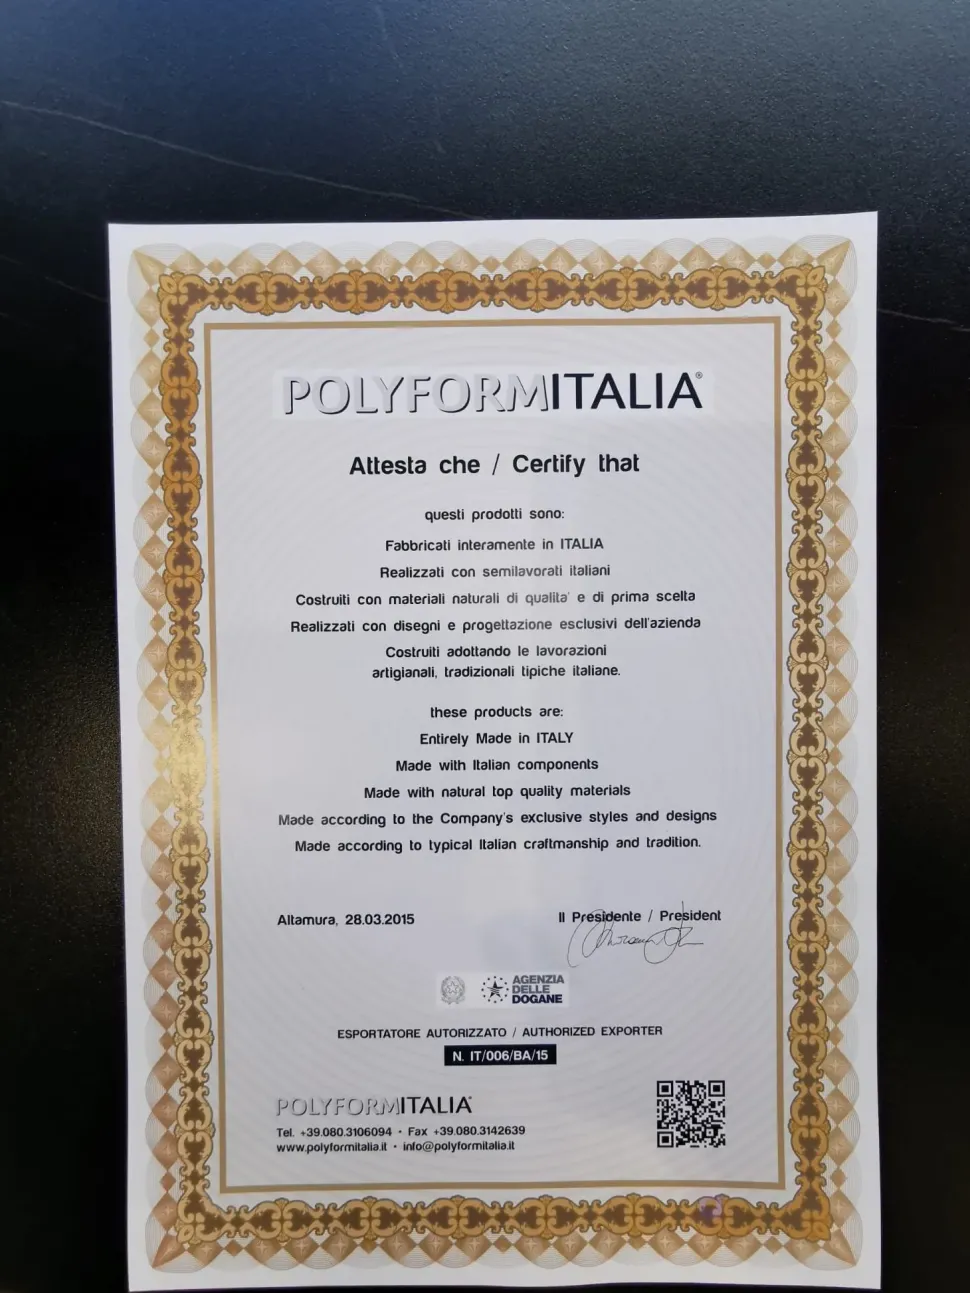 POLYFORMITALIA®
Attesta che / Certify that
questi prodotti sono:
Fabbricati interamente in ITALIA
Realizzati con semilavorati italiani
Costruiti con materiali naturali di qualita' e di prima scelta
Realizzati con disegni e progettazione esclusivi dell'azienda
Costruiti adottando le lavorazioni
artigianali, tradizionali tipiche italiane.
these products are:
Entirely Made in ITALY
Made with Italian components
Made with natural top quality materials
Made according to the Company's exclusive styles and designs
Made according to typical Italian craftmanship and tradition.
Altamura, 28.03.2015
Il Presidente / President
AGENZIA
DELLE
DOGANE
ESPORTATORE AUTORIZZATO / AUTHORIZED EXPORTER
N. IT/006/BA/15
POLYFORMITALIA®
Tel. +39.080.3106094 • Fax +39.080.3142639
www.polyformitalia.it • info@polyformitalia.it